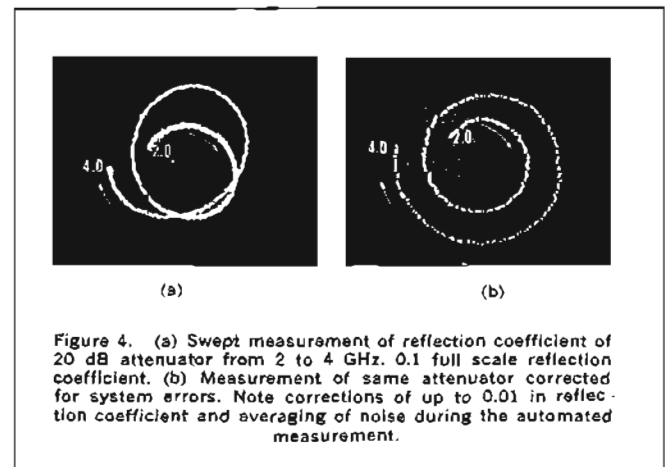 2.0
4.0
2.0
4.0
(a)
(b)
Figure 4. (a) Swept measurement of reflection coefficient of
20 dB attenuator from 2 to 4 GHz. 0.1 full scale reflection
coefficient. (b) Measurement of same attenuator corrected
for system errors. Note corrections of up to 0.01 in reflec-
tion coefficient and averaging of noise during the automated
measurement.